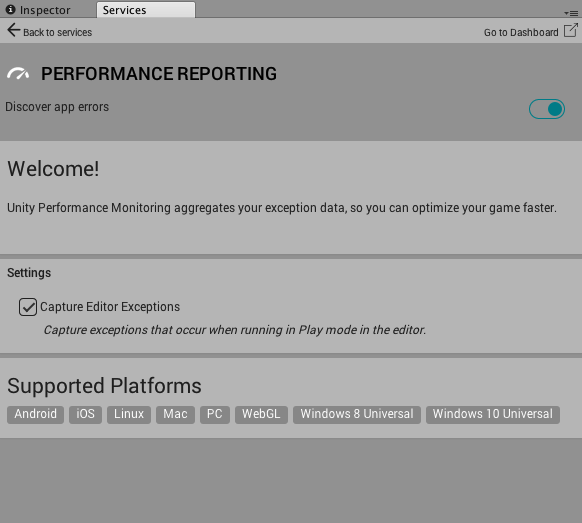 Inspector Services
Back to services Go to Dashboard
PERFORMANCE REPORTING
Discover app errors
Welcome!
Unity Performance Monitoring aggregates your exception data, so you can optimize your game faster.
Settings
Capture Editor Exceptions
Capture exceptions that occur when running in Play mode in the editor.
Supported Platforms
Android iOS Linux Mac PC WebGL Windows 8 Universal Windows 10 Universal